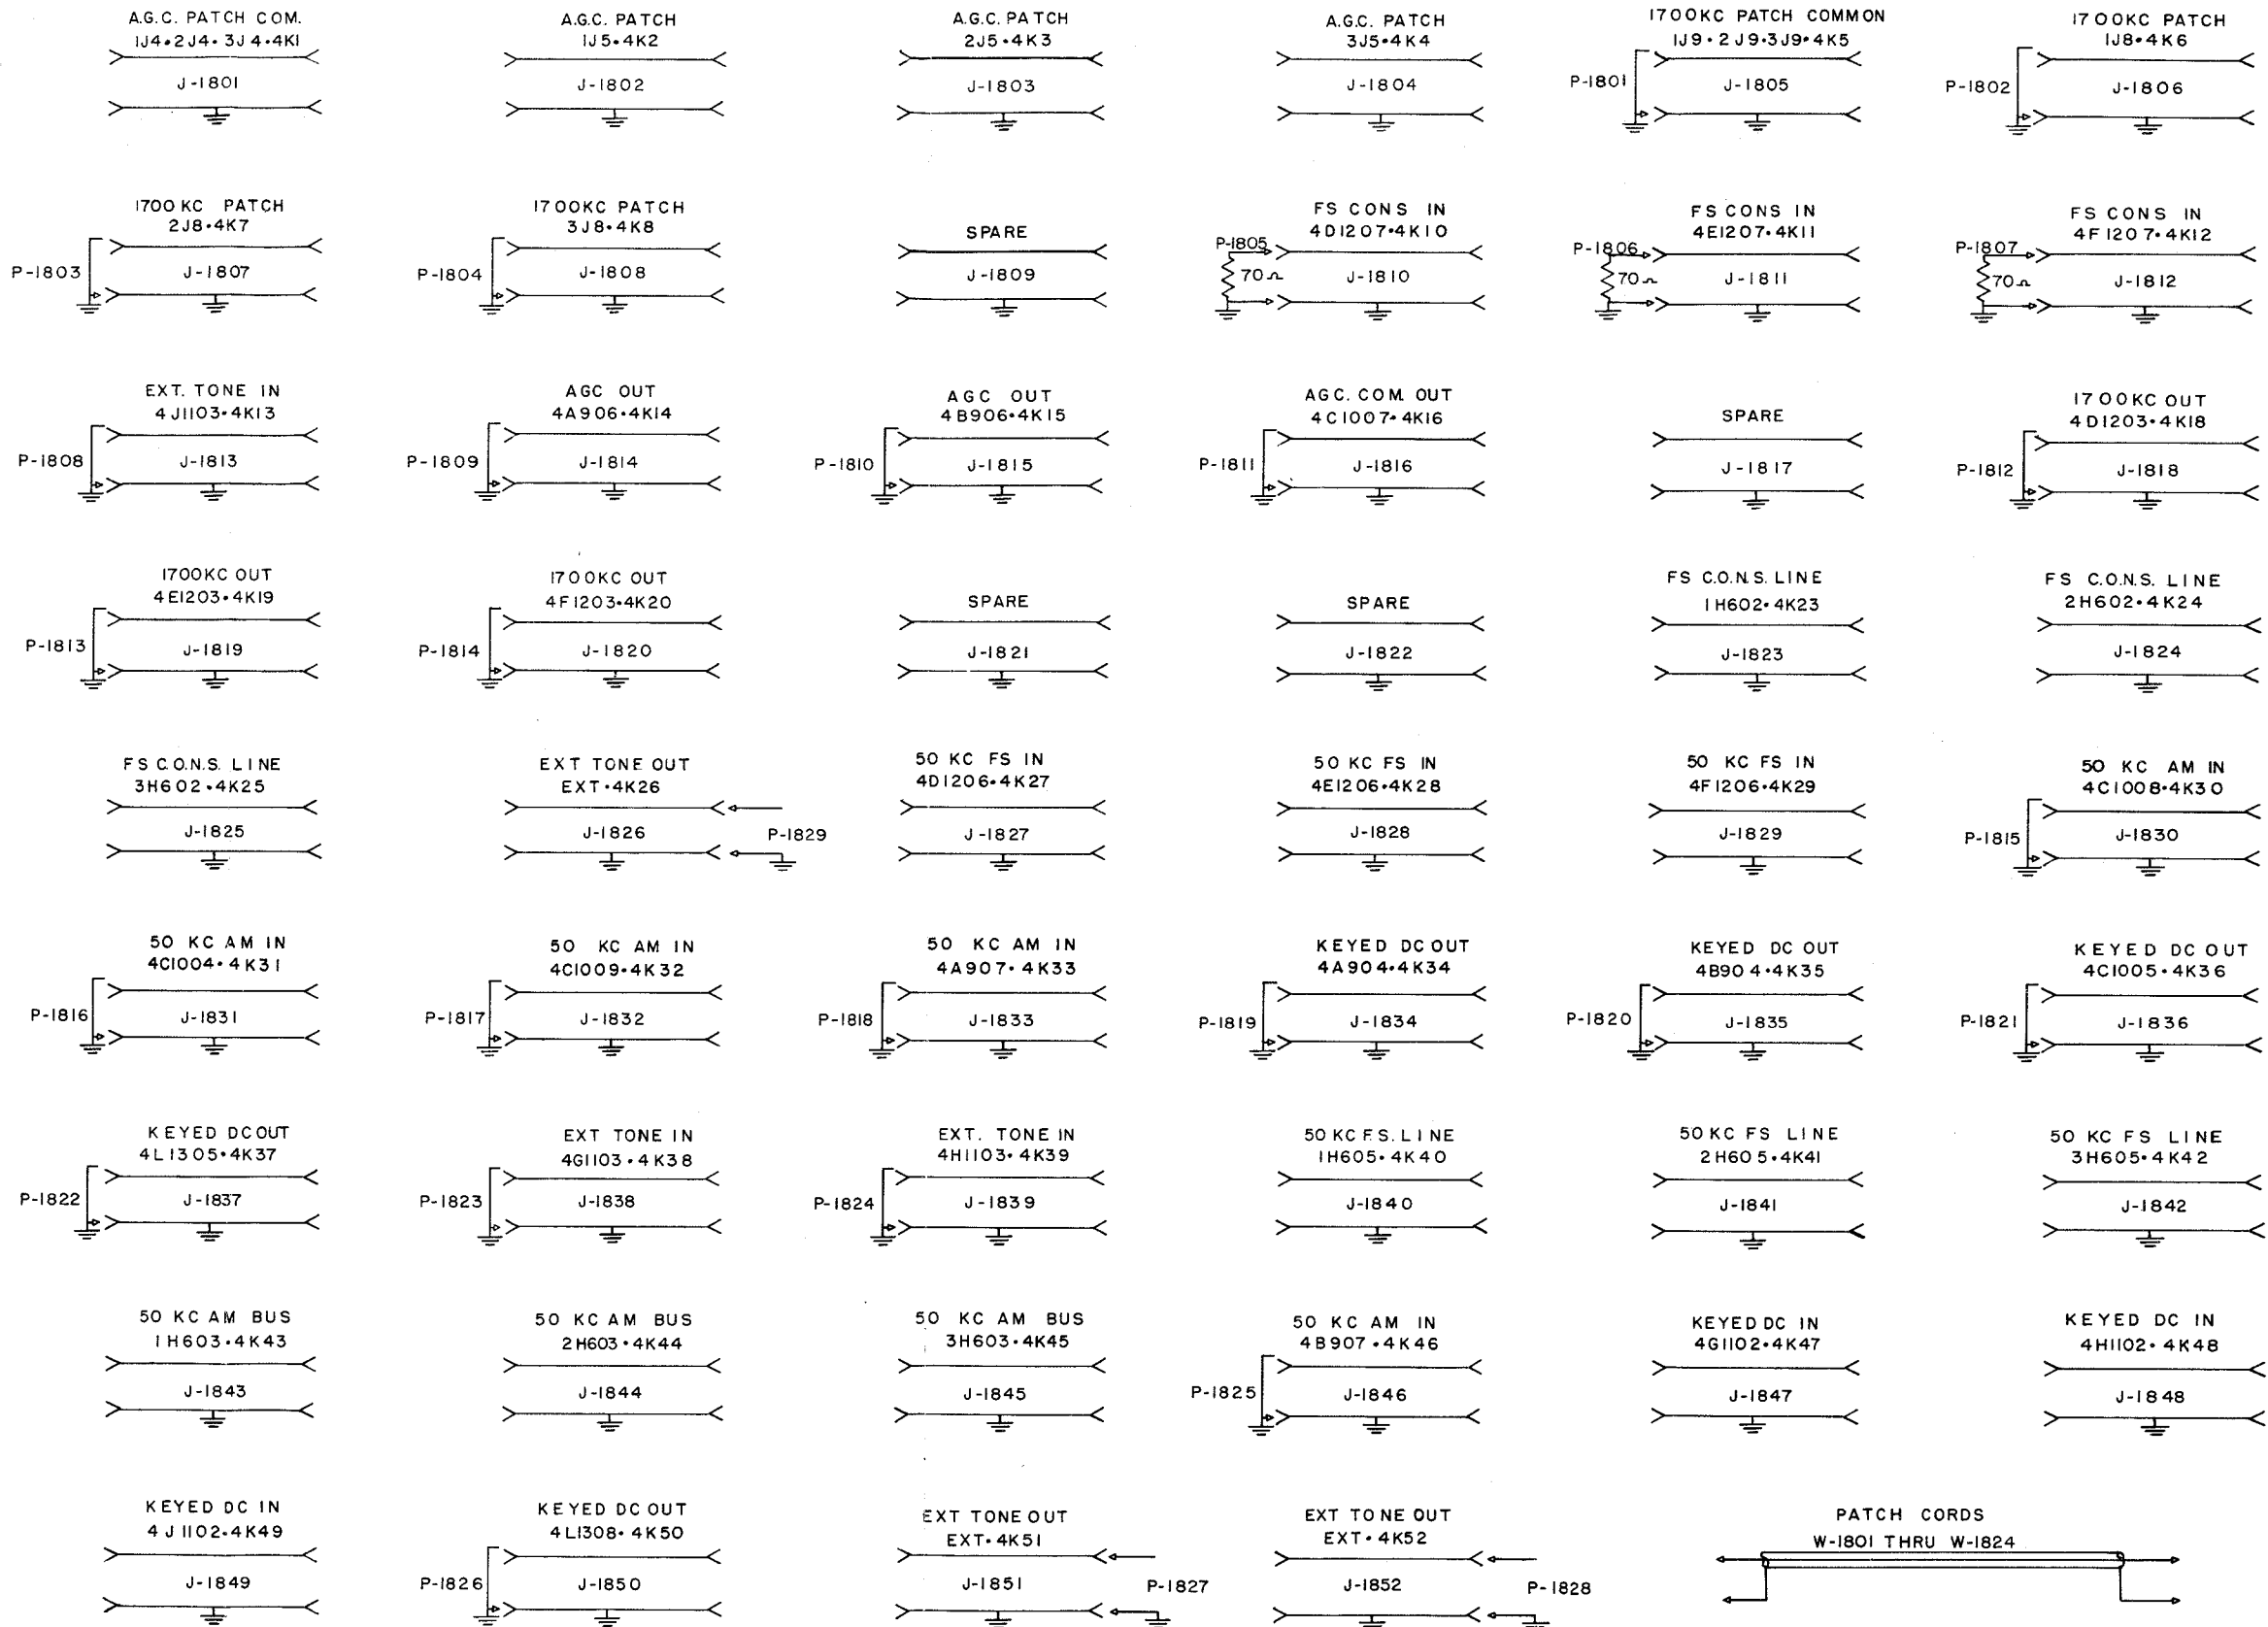 A.G.C. PATCH COM.
1J4•2J4•3J4•4K1
J-1801
A.G.C. PATCH
1J5•4K2
J-1802
A.G.C. PATCH
2J5•4K3
J-1803
A.G.C. PATCH
3J5•4K4
J-1804
1700KC PATCH COMMON
1J9•2J9•3J9•4K5
P-1801
J-1805
1700KC PATCH
1J8•4K6
P-1802
J-1806
1700 KC PATCH
2J8•4K7
P-1803
J-1807
1700KC PATCH
3J8•4K8
P-1804
J-1808
SPARE
J-1809
FS CONS IN
4D1207•4K10
P-1805
70Ω
J-1810
FS CONS IN
4E1207•4K11
P-1806
70Ω
J-1811
FS CONS IN
4F1207•4K12
P-1807
70Ω
J-1812
EXT. TONE IN
4J1103•4K13
P-1808
J-1813
AGC OUT
4A906•4K14
P-1809
J-1814
AGC OUT
4B906•4K15
P-1810
J-1815
AGC. COM. OUT
4C1007•4K16
P-1811
J-1816
SPARE
J-1817
1700KC OUT
4D1203•4K18
P-1812
J-1818
1700KC OUT
4E1203•4K19
P-1813
J-1819
1700KC OUT
4F1203•4K20
P-1814
J-1820
SPARE
J-1821
SPARE
J-1822
FS C.O.N.S. LINE
1H602•4K23
J-1823
FS C.O.N.S. LINE
2H602•4K24
J-1824
FS C.O.N.S. LINE
3H602•4K25
J-1825
EXT TONE OUT
EXT•4K26
J-1826
P-1829
50 KC FS IN
4D1206•4K27
J-1827
50 KC FS IN
4E1206•4K28
J-1828
50 KC FS IN
4F1206•4K29
J-1829
50 KC AM IN
4C1008•4K30
P-1815
J-1830
50 KC AM IN
4C1004•4K31
P-1816
J-1831
50 KC AM IN
4C1009•4K32
P-1817
J-1832
50 KC AM IN
4A907•4K33
P-1818
J-1833
KEYED DC OUT
4A904•4K34
P-1819
J-1834
KEYED DC OUT
4B904•4K35
P-1820
J-1835
KEYED DC OUT
4C1005•4K36
P-1821
J-1836
KEYED DC OUT
4L1305•4K37
P-1822
J-1837
EXT TONE IN
4G1103•4K38
P-1823
J-1838
EXT. TONE IN
4H1103•4K39
P-1824
J-1839
50 KC F.S. LINE
1H605•4K40
J-1840
50 KC FS LINE
2H605•4K41
J-1841
50 KC FS LINE
3H605•4K42
J-1842
50 KC AM BUS
1H603•4K43
J-1843
50 KC AM BUS
2H603•4K44
J-1844
50 KC AM BUS
3H603•4K45
J-1845
50 KC AM IN
4B907•4K46
P-1825
J-1846
KEYED DC IN
4G1102•4K47
J-1847
KEYED DC IN
4H1102•4K48
J-1848
KEYED DC IN
4J1102•4K49
J-1849
KEYED DC OUT
4L1308•4K50
P-1826
J-1850
EXT TONE OUT
EXT•4K51
J-1851
P-1827
EXT TONE OUT
EXT•4K52
J-1852
P-1828
PATCH CORDS
W-1801 THRU W-1824